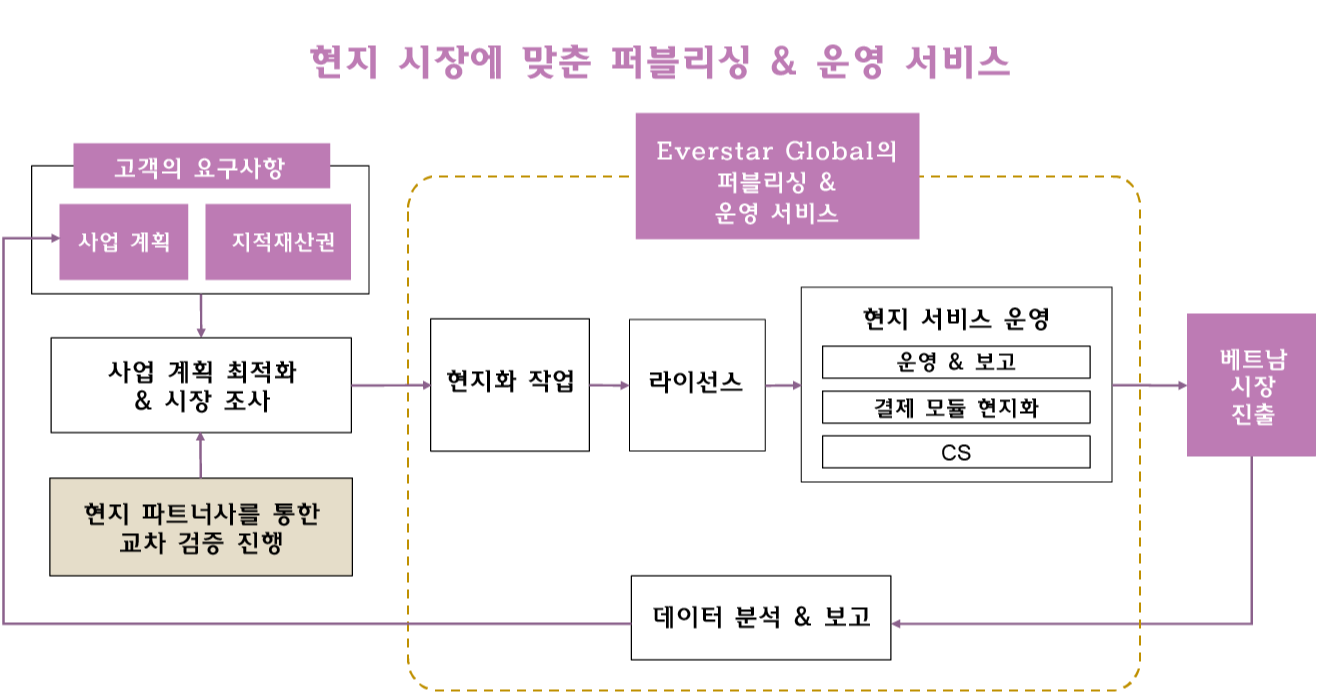 현지 시장에 맞춘 퍼블리싱 & 운영 서비스
고객의 요구사항
사업 계획
지적재산권
사업 계획 최적화
& 시장 조사
현지 파트너사를 통한
교차 검증 진행
Everstar Global의
퍼블리싱 &
운영 서비스
현지화 작업
라이선스
현지 서비스 운영
운영 & 보고
결제 모듈 현지화
CS
베트남
시장
진출
데이터 분석 & 보고